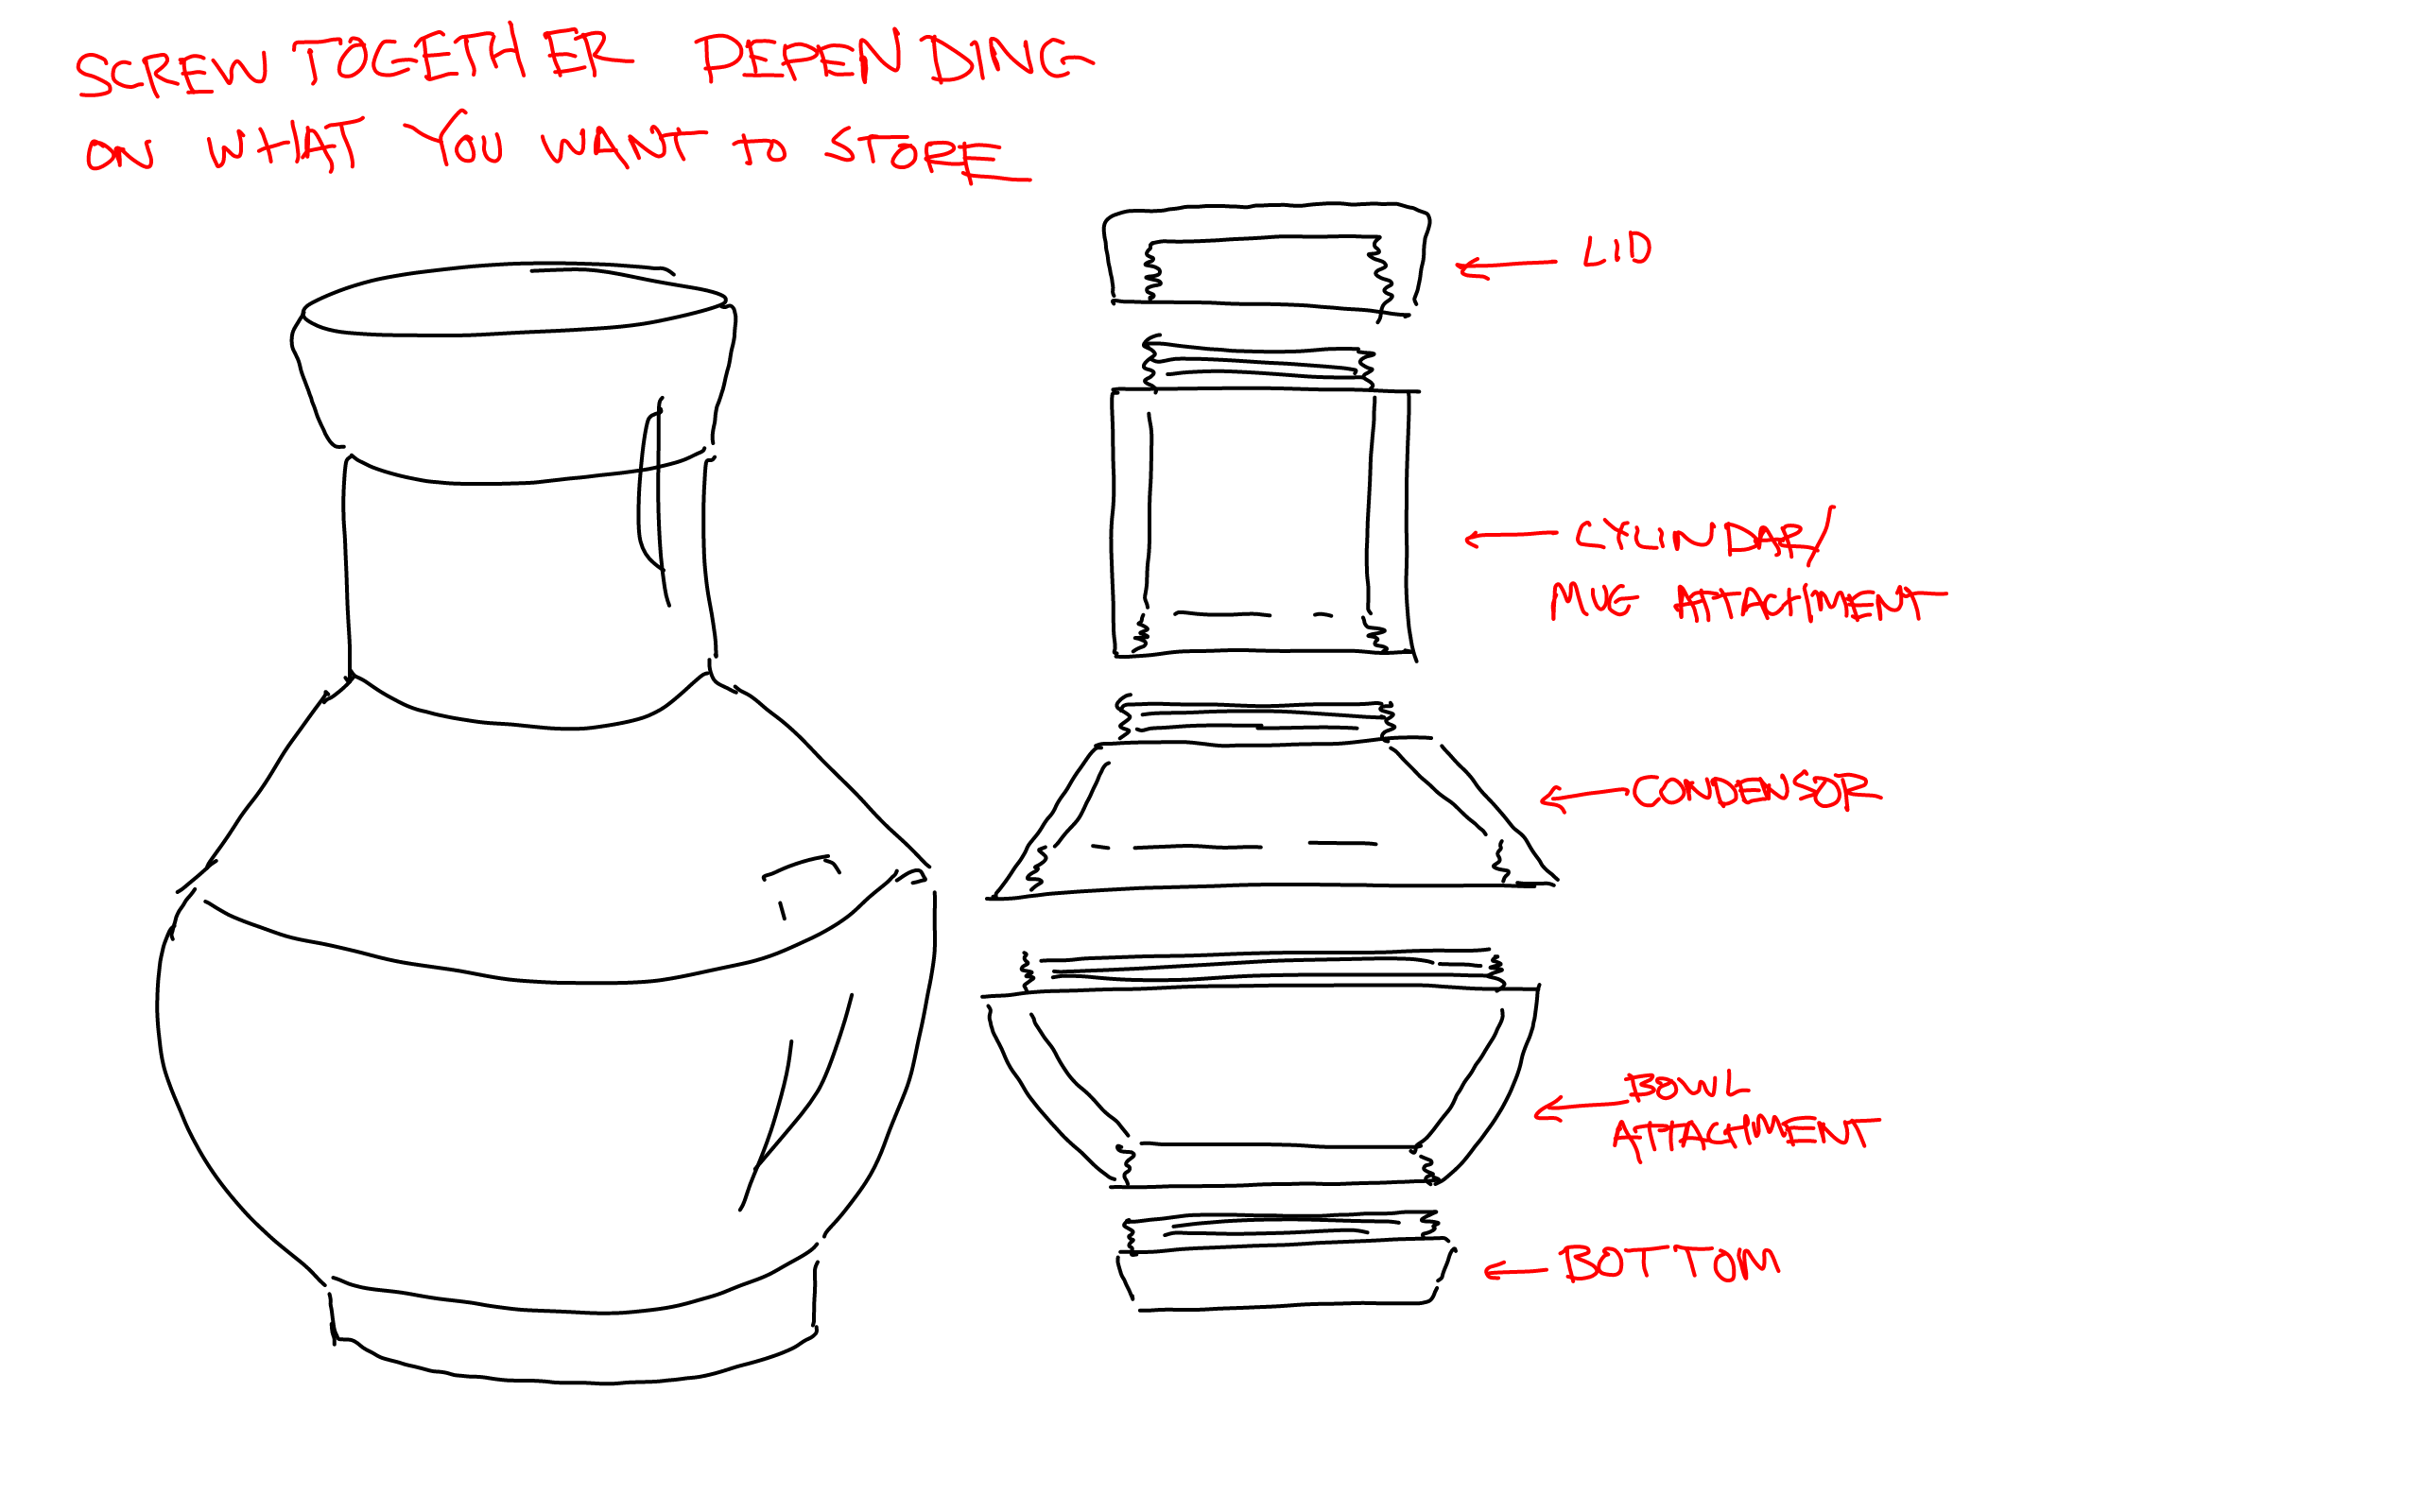 SCREW TOGETHER DEPENDING
ON WHAT YOU WANT TO STORE
LID
CYLINDAR/
MUG ATTACHMENT
CONDENSOR
BOWL
ATTACHMENT
BOTTOM